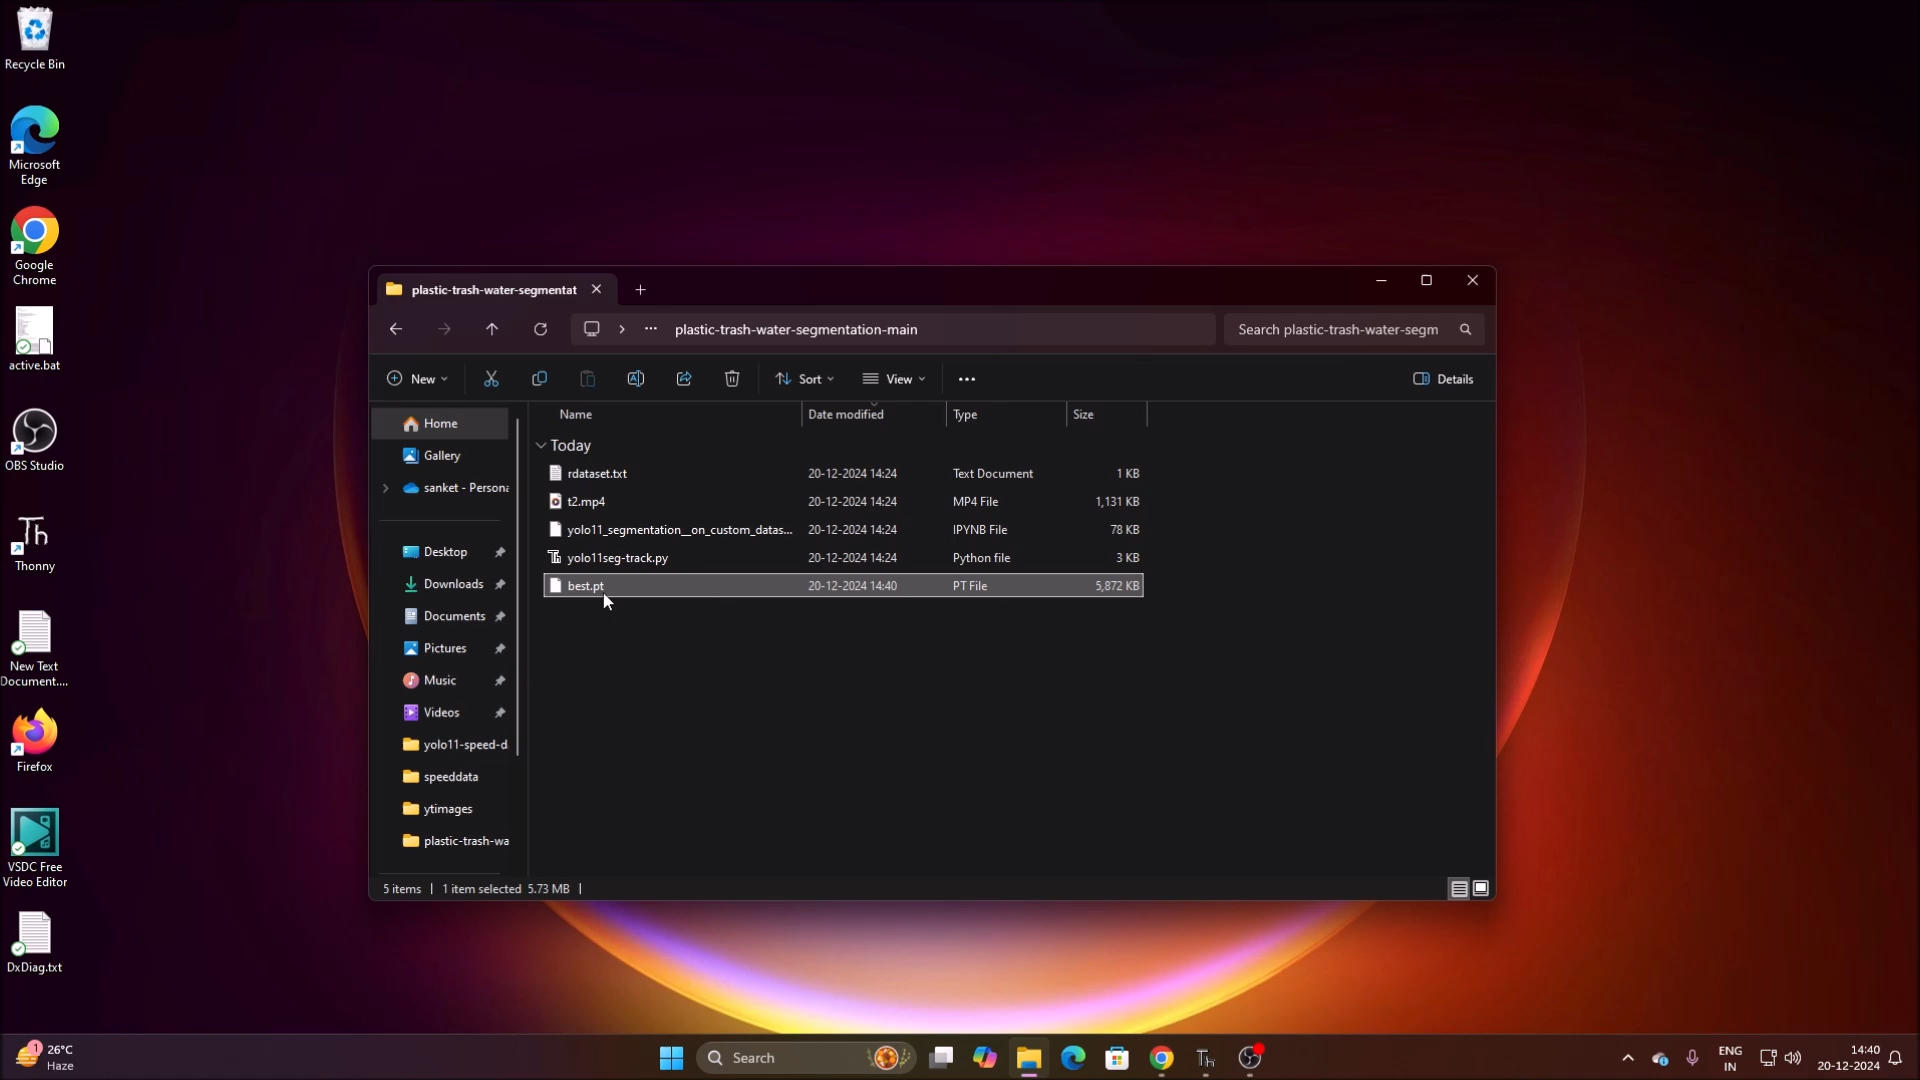 Recycle Bin
Microsoft
Edge
Google
Chrome
active.bat
OBS Studio
Th
Thonny
New Text
Document....
Firefox
VSDC Free
Video Editor
DxDiag.txt
plastic-trash-water-segmentat
plastic-trash-water-segmentation-main
Search plastic-trash-water-segm
New
Sort
View
Details
Home
Gallery
sanket - Persona
Desktop
Downloads
Documents
Pictures
Music
Videos
yolo11-speed-d
speeddata
ytimages
plastic-trash-wa
Name Date modified Type Size
Today
rdataset.txt 20-12-2024 14:24 Text Document 1 KB
t2.mp4 20-12-2024 14:24 MP4 File 1,131 KB
yolo11_segmentation__on_custom_datas... 20-12-2024 14:24 IPYNB File 78 KB
yolo11seg-track.py 20-12-2024 14:24 Python file 3 KB
best.pt 20-12-2024 14:40 PT File 5,872 KB
5 items 1 item selected 5.73 MB
1
26°C
Haze
Search
Th
ENG
IN
14:40
20-12-2024